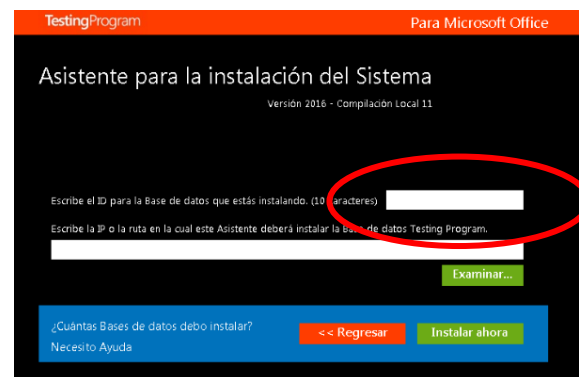 TestingProgram Para Microsoft Office
Asistente para la instalación del Sistema
Versión 2016 - Compilación Local 11
Escribe el ID para la Base de datos que estás instalando. (10 caracteres)
Escribe la IP o la ruta en la cual este Asistente deberá instalar la Base de datos Testing Program.
Examinar...
¿Cuántas Bases de datos debo instalar?
<< Regresar Instalar ahora
Necesito Ayuda